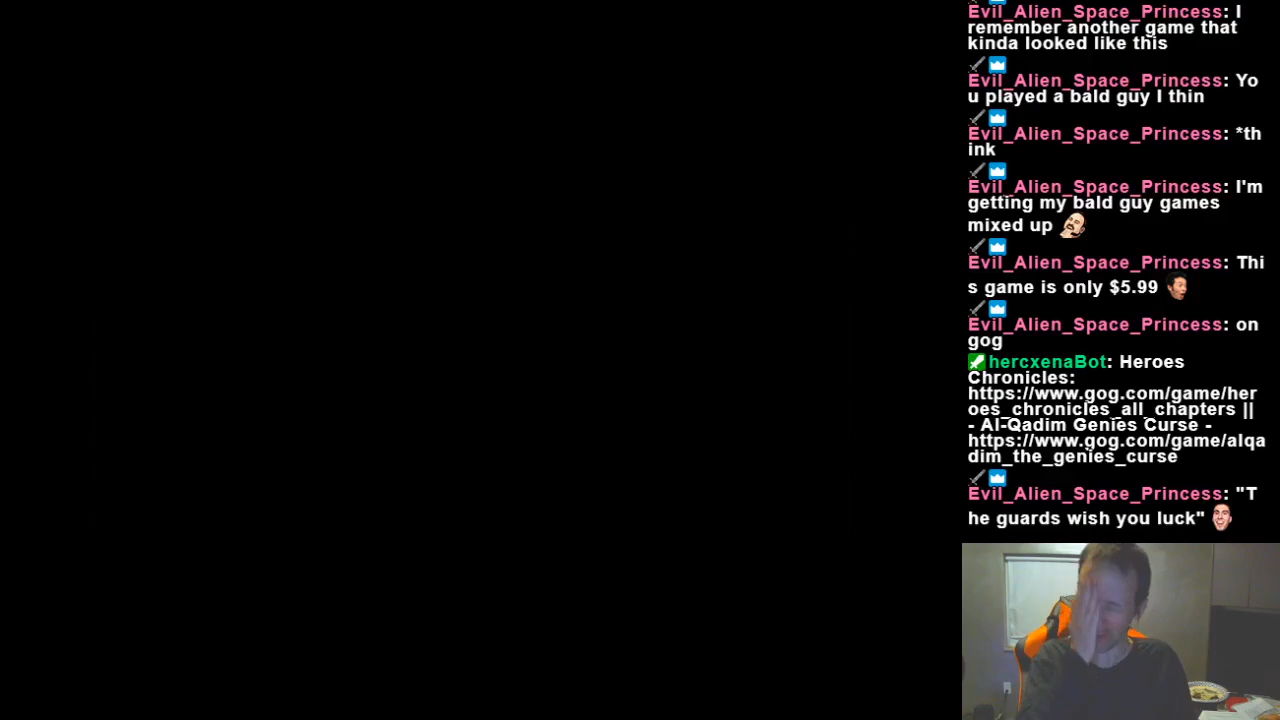 Evil_Alien_Space_Princess: I
remember another game that
kinda looked like this
Evil_Alien_Space_Princess: Yo
u played a bald guy I thin
Evil_Alien_Space_Princess: *th
ink
Evil_Alien_Space_Princess: I'm
getting my bald guy games
mixed up
Evil_Alien_Space_Princess: Thi
s game is only $5.99
Evil_Alien_Space_Princess: on
gog
hercxenaBot: Heroes
Chronicles:
https://www.gog.com/game/her
oes_chronicles_all_chapters ||
- Al-Qadim Genies Curse -
https://www.gog.com/game/alqa
dim_the_genies_curse
Evil_Alien_Space_Princess: "T
he guards wish you luck"